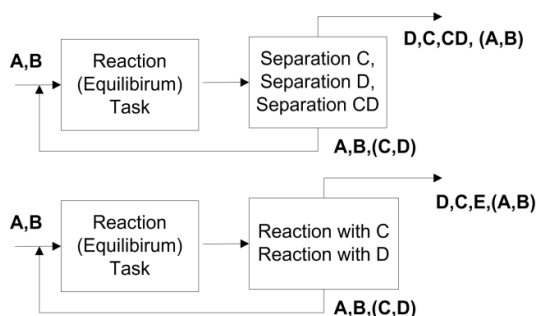 D,C,CD, (A,B)
A,B
Reaction
(Equilibirum)
Task
Separation C,
Separation D,
Separation CD
A,B,(C,D)
D,C,E,(A,B)
A,B
Reaction
(Equilibirum)
Task
Reaction with C
Reaction with D
A,B,(C,D)